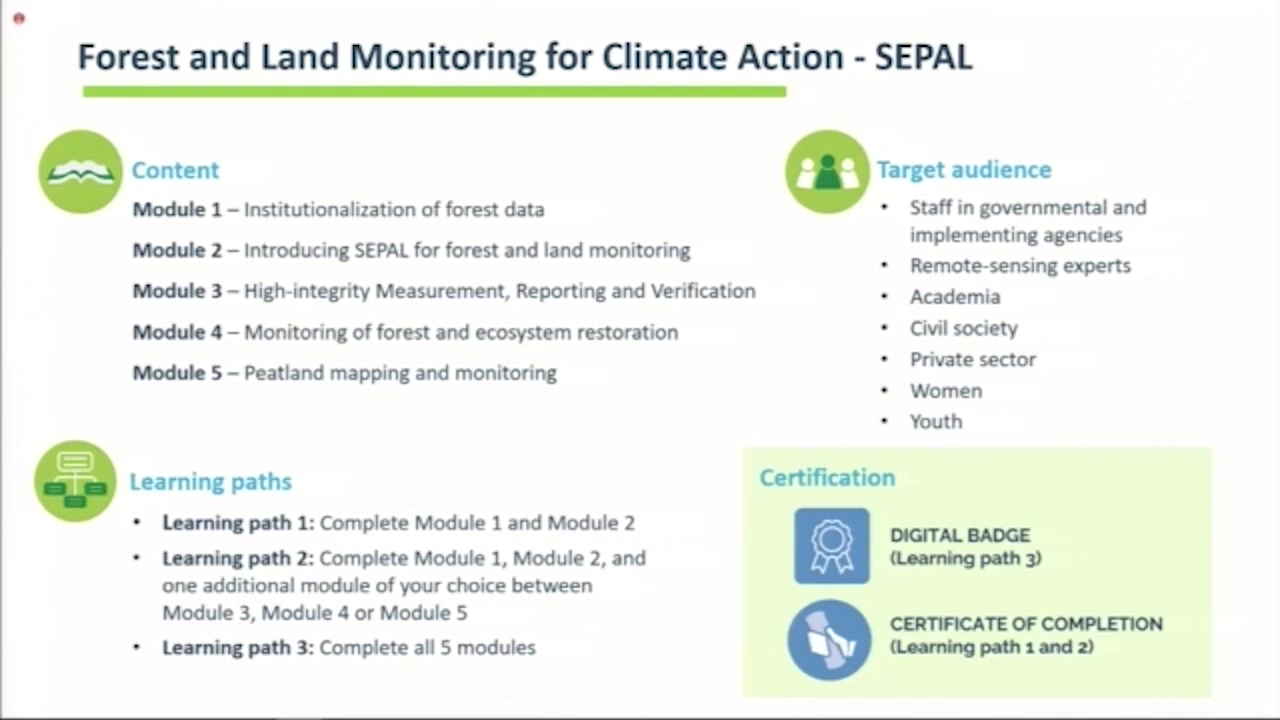 Forest and Land Monitoring for Climate Action - SEPAL
Content
Module 1 – Institutionalization of forest data
Module 2 – Introducing SEPAL for forest and land monitoring
Module 3 – High-integrity Measurement, Reporting and Verification
Module 4 – Monitoring of forest and ecosystem restoration
Module 5 – Peatland mapping and monitoring
Target audience
• Staff in governmental and
implementing agencies
• Remote-sensing experts
• Academia
• Civil society
• Private sector
• Women
• Youth
Learning paths
• Learning path 1: Complete Module 1 and Module 2
• Learning path 2: Complete Module 1, Module 2, and
one additional module of your choice between
Module 3, Module 4 or Module 5
• Learning path 3: Complete all 5 modules
Certification
DIGITAL BADGE
(Learning path 3)
CERTIFICATE OF COMPLETION
(Learning path 1 and 2)